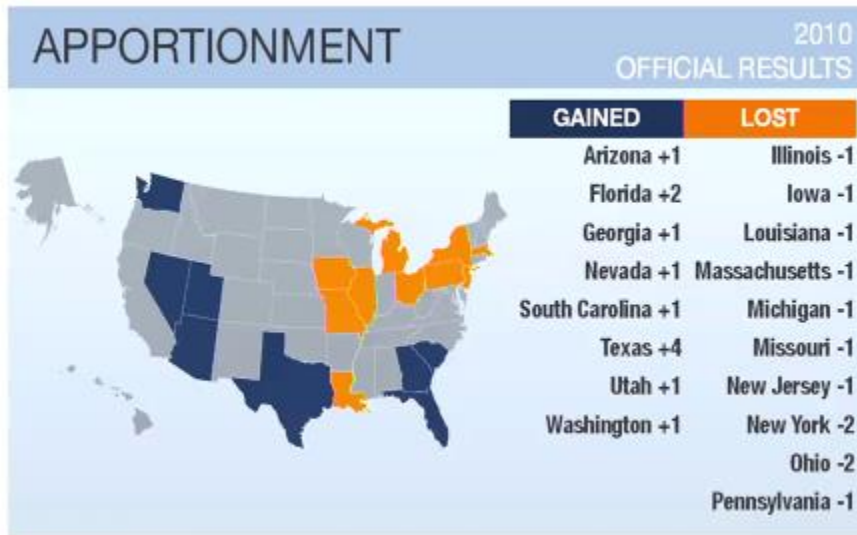 APPORTIONMENT
2010
OFFICIAL RESULTS
GAINED
LOST
Arizona +1
Illinois -1
Florida +2
Iowa -1
Georgia +1
Louisiana -1
Nevada +1
Massachusetts -1
South Carolina +1
Michigan -1
Texas +4
Missouri -1
Utah +1
New Jersey -1
Washington +1
New York -2
Ohio -2
Pennsylvania -1